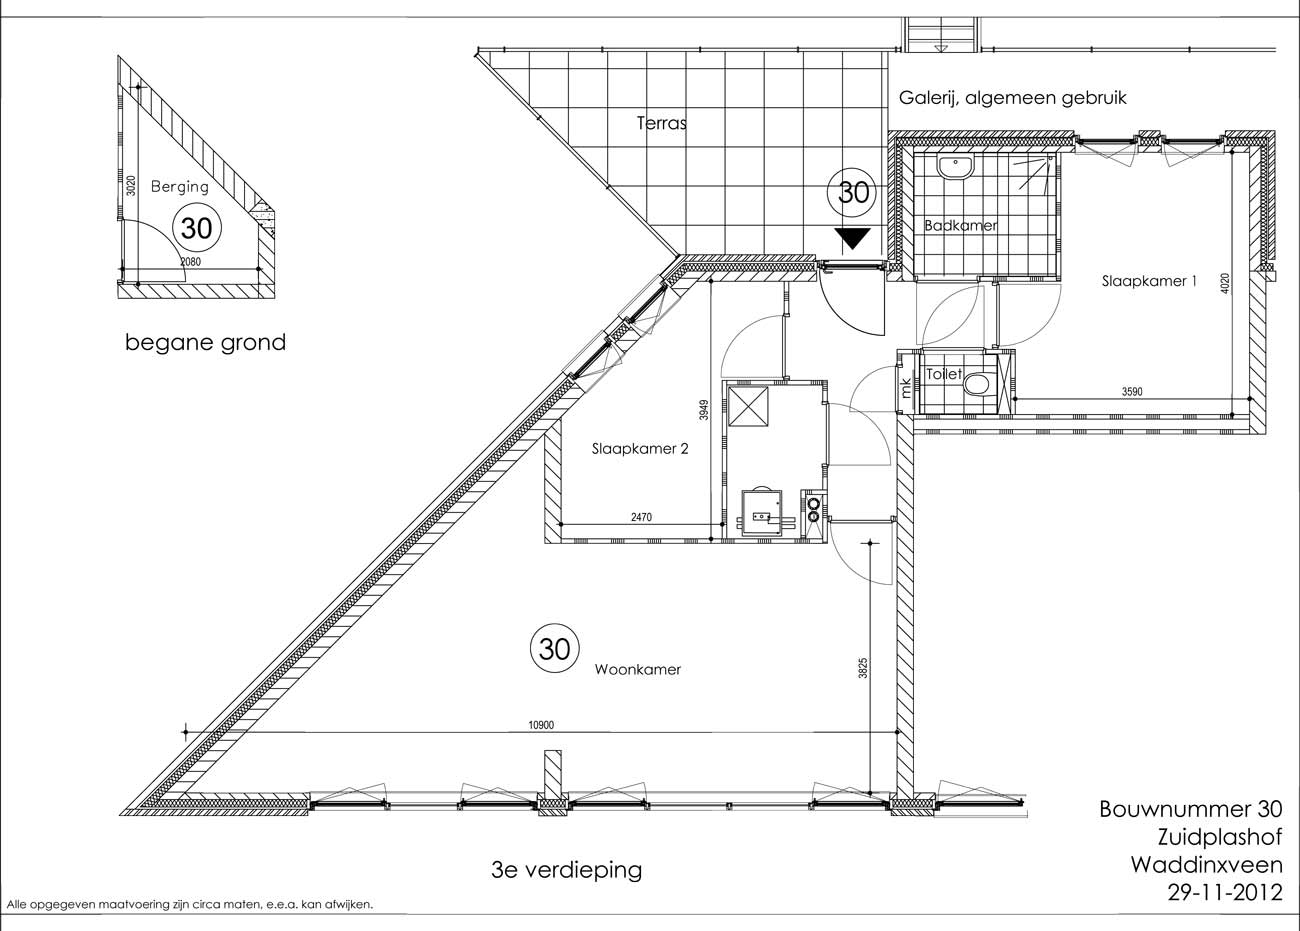 Galerij, algemeen gebruik
Terras
30
Berging
3020
30
2080
begane grond
Badkamer
Slaapkamer 1
4020
Toilet
mk
3590
3949
Slaapkamer 2
2470
30
Woonkamer
3825
10900
3e verdieping
Bouwnummer 30
Zuidplashof
Waddinxveen
29-11-2012
Alle opgegeven maatvoering zijn circa maten, e.e.a. kan afwijken.